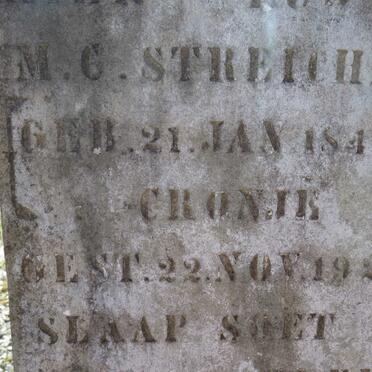 M. C. STREICH
GEB. 21. JAN 184
CRONJE
GEST. 22. NOV. 19
SLAAP SOET